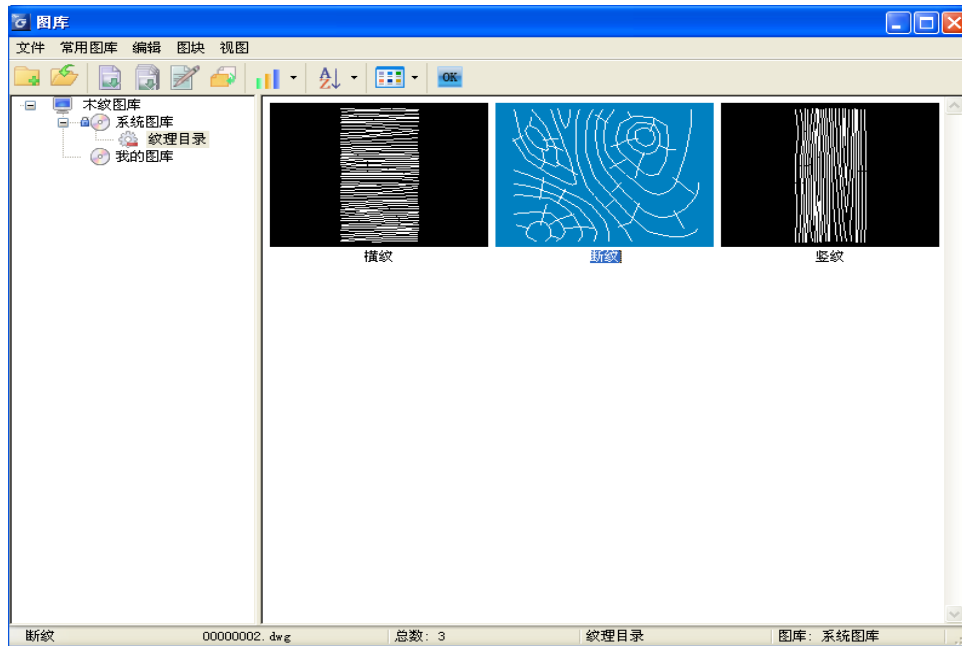 图库
文件 常用图库 编辑 图块 视图
OK
木纹图库
系统图库
纹理目录
我的图库
横纹 断纹 竖纹
断纹 00000002.dwg 总数: 3 纹理目录 图库: 系统图库